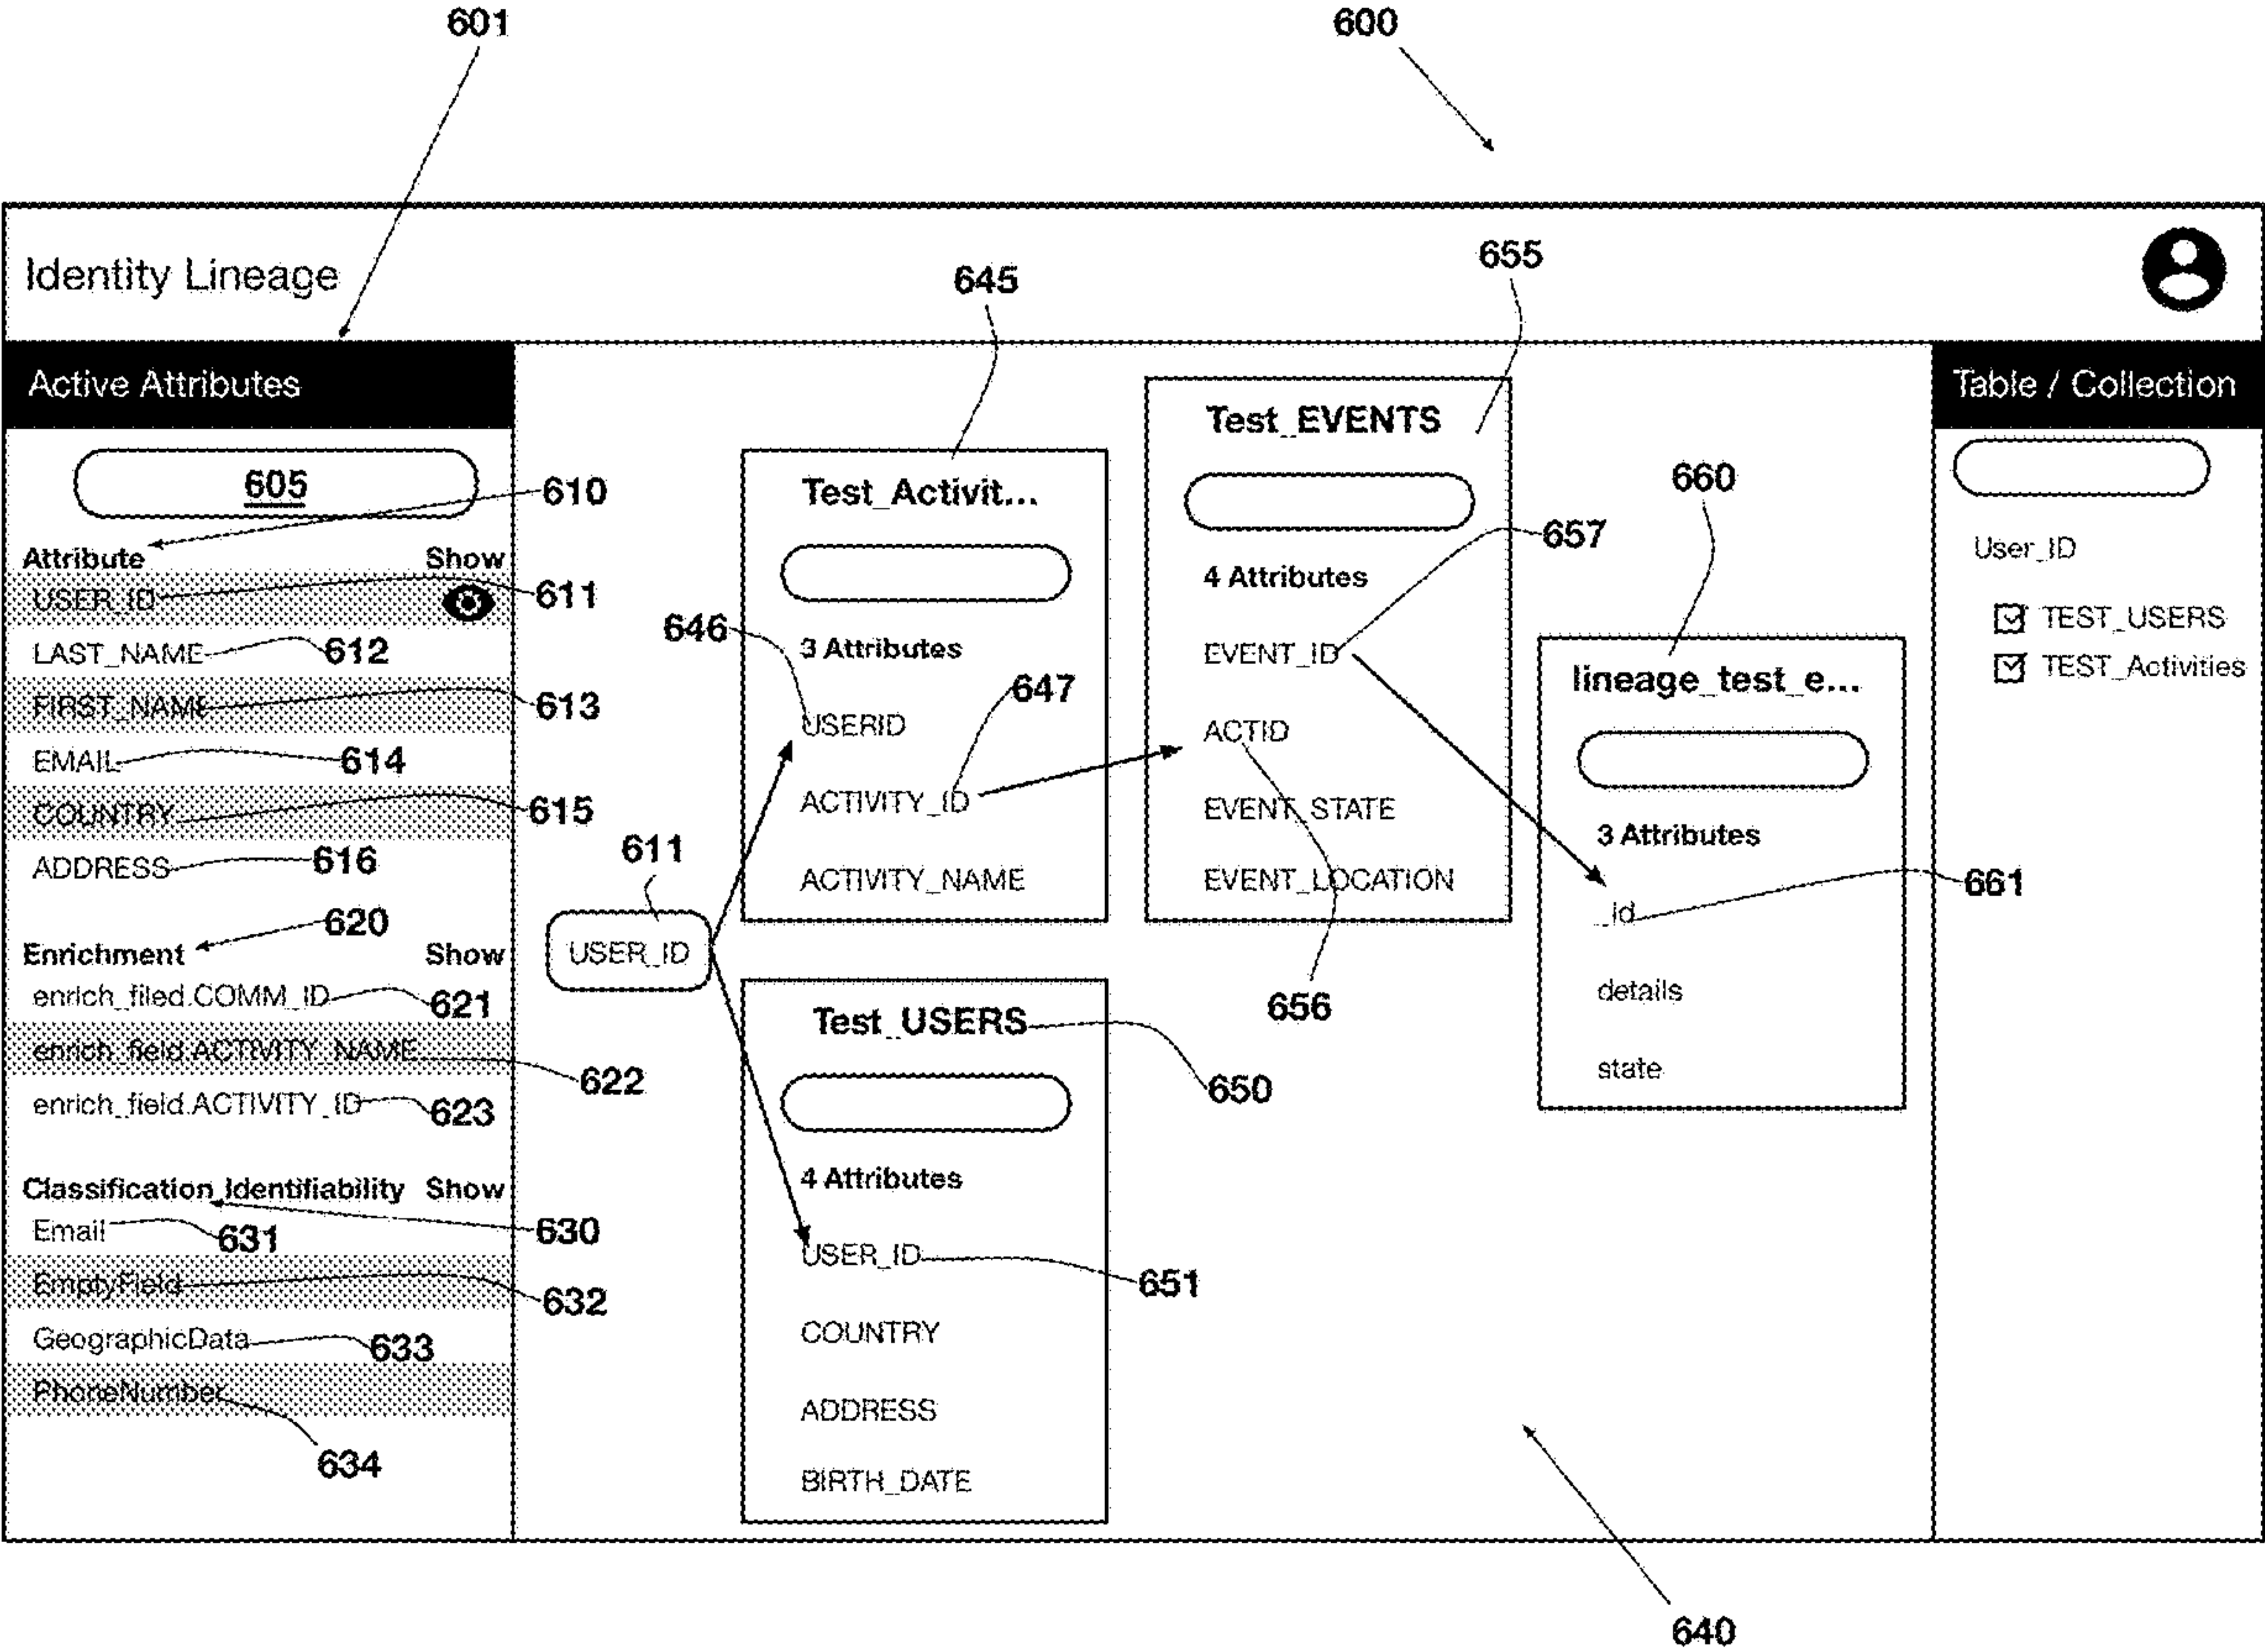 601
600
Identity Lineage
Active Attributes
605
610
Attribute Show
USER_ID 611
LAST_NAME 612
FIRST_NAME 613
EMAIL 614
COUNTRY 615
ADDRESS 616
620
Enrichment Show
enrich_filed.COMM_ID 621
enrich_field.ACTIVITY_NAME 622
enrich_field.ACTIVITY_ID 623
Classification Identifiability Show
630
Email 631
EmptyField 632
GeographicData 633
PhoneNumber 634
611
USER_ID
645
Test_Activit...
3 Attributes
646
USERID
647
ACTIVITY_ID
ACTIVITY_NAME
Test_USERS 650
4 Attributes
USER_ID 651
COUNTRY
ADDRESS
BIRTH_DATE
655
Test_EVENTS
4 Attributes
657
EVENT_ID
ACTID
EVENT_STATE
EVENT_LOCATION
656
660
lineage_test_e...
3 Attributes
_id 661
details
state
Table / Collection
User_ID
TEST_USERS
TEST_Activities
640